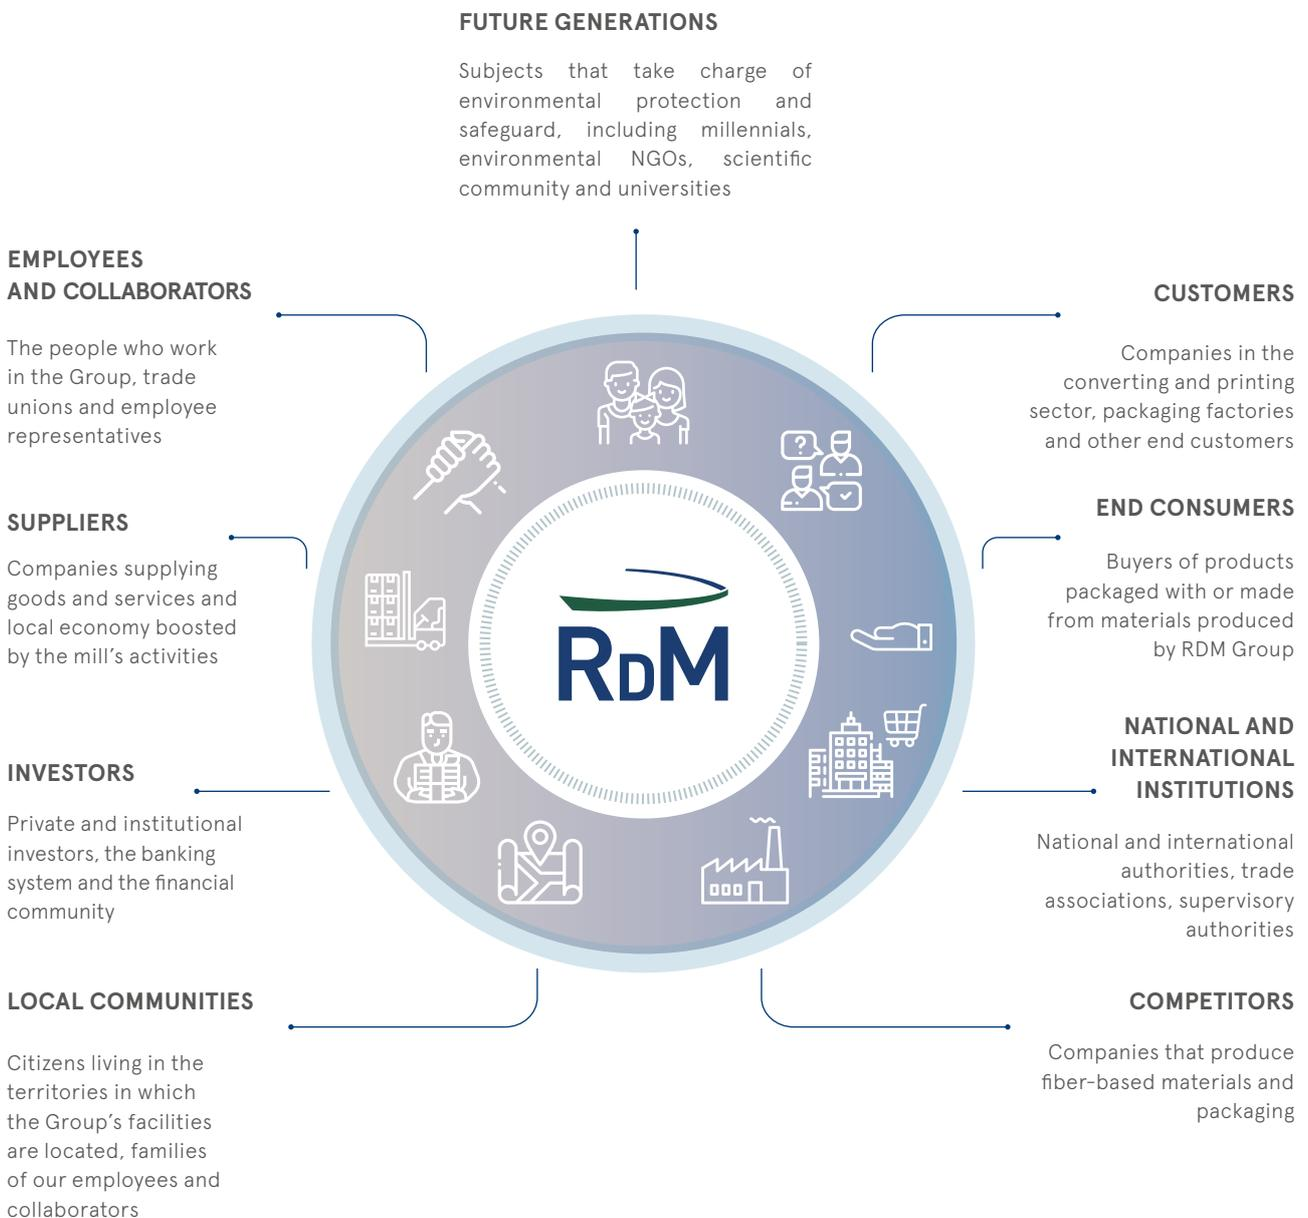 FUTURE GENERATIONS
Subjects that take charge of
environmental protection and
safeguard, including millennials,
environmental NGOs, scientific
community and universities
EMPLOYEES
AND COLLABORATORS
The people who work
in the Group, trade
unions and employee
representatives
SUPPLIERS
Companies supplying
goods and services and
local economy boosted
by the mill’s activities
INVESTORS
Private and institutional
investors, the banking
system and the financial
community
LOCAL COMMUNITIES
Citizens living in the
territories in which
the Group’s facilities
are located, families
of our employees and
collaborators
?
RDM
CUSTOMERS
Companies in the
converting and printing
sector, packaging factories
and other end customers
END CONSUMERS
Buyers of products
packaged with or made
from materials produced
by RDM Group
NATIONAL AND
INTERNATIONAL
INSTITUTIONS
National and international
authorities, trade
associations, supervisory
authorities
COMPETITORS
Companies that produce
fiber-based materials and
packaging